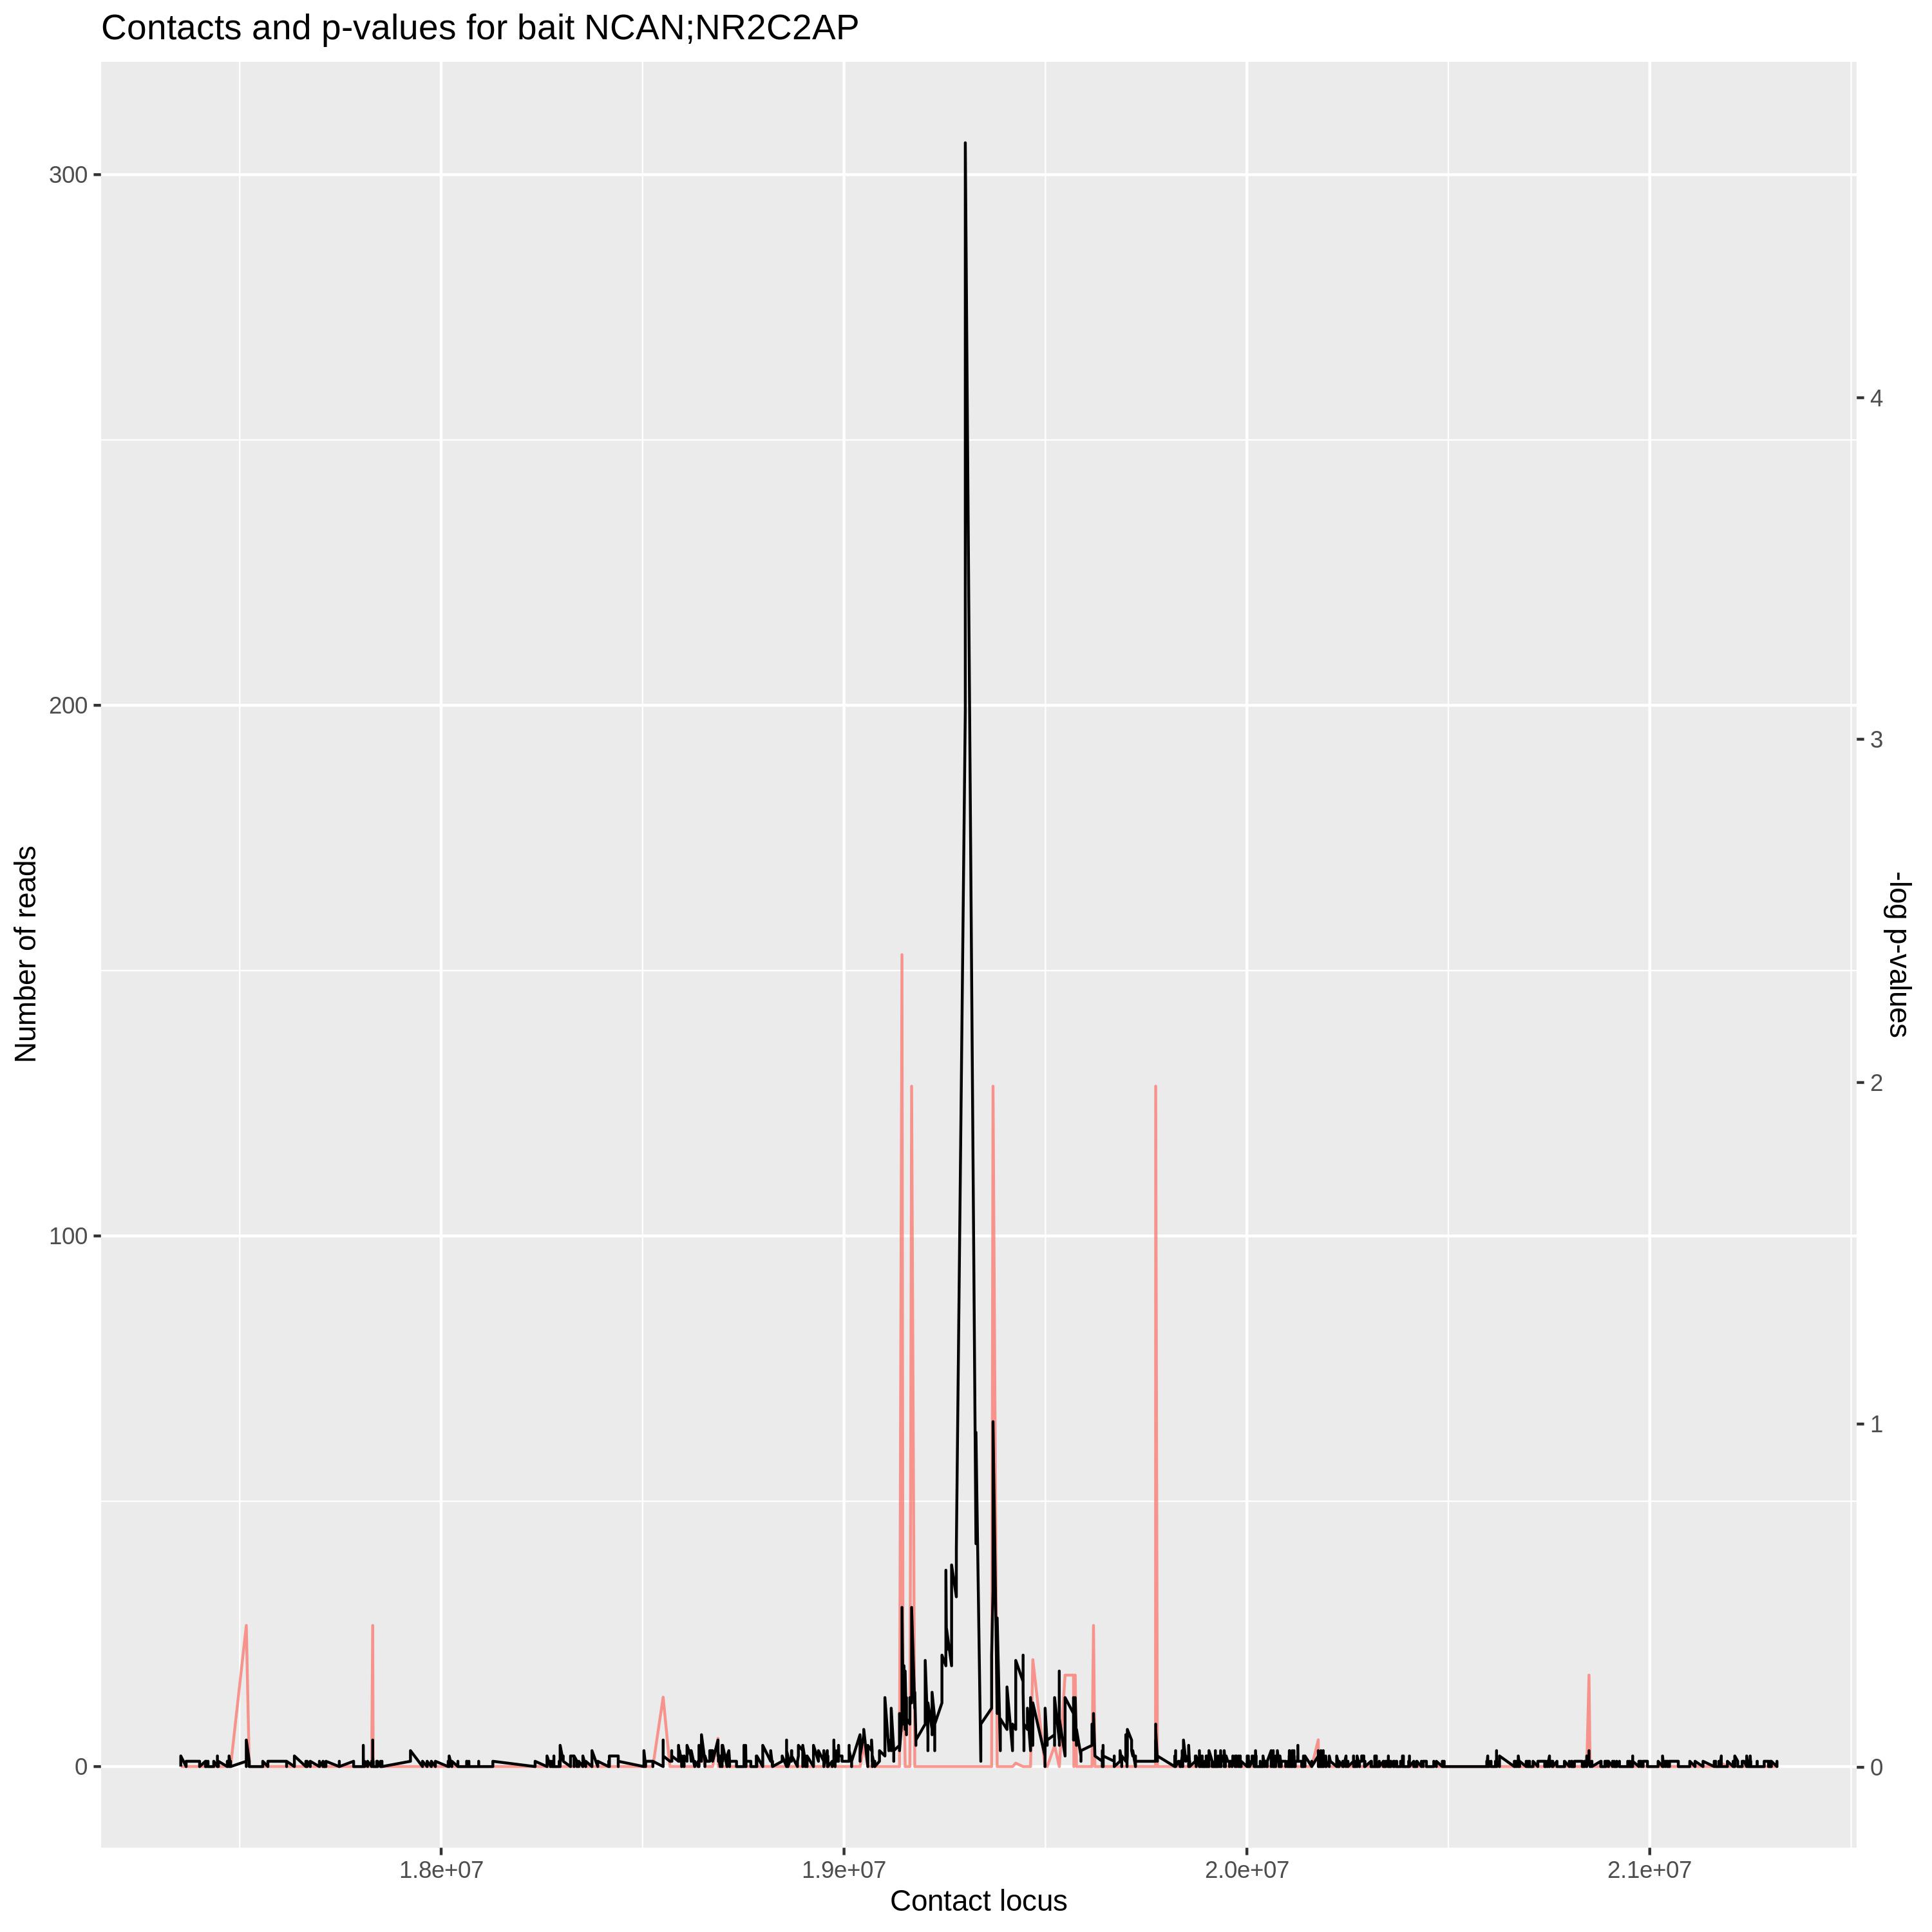 Contacts and p-values for bait NCAN;NR2C2AP
300
200
100
0
Number of reads
4
3
2
1
0
-log p-values
1.8e+07
1.9e+07
2.0e+07
2.1e+07
Contact locus